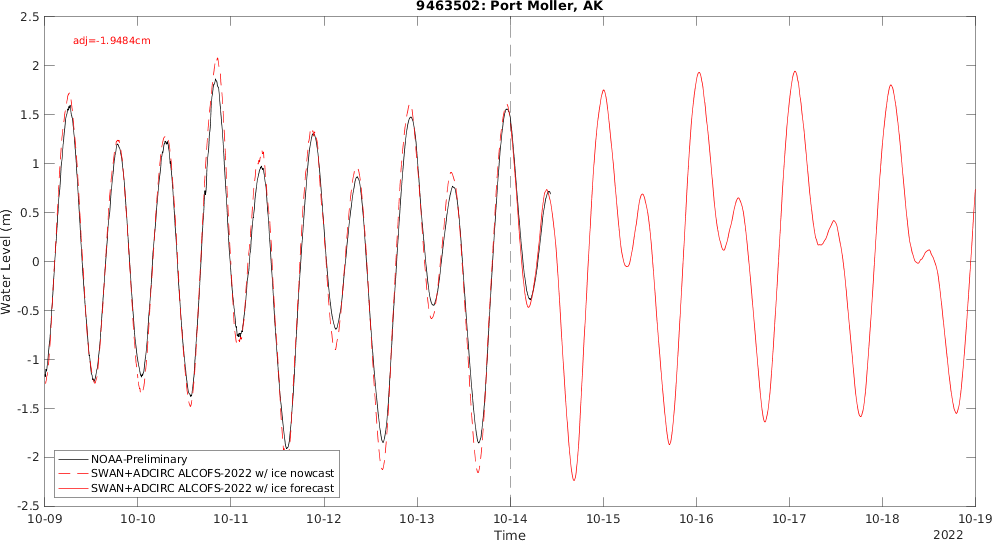 9463502: Port Moller, AK
adj=-1.9484cm
2.5
2
1.5
1
0.5
0
-0.5
-1
-1.5
-2
-2.5
Water Level (m)
NOAA-Preliminary
SWAN+ADCIRC ALCOFS-2022 w/ ice nowcast
SWAN+ADCIRC ALCOFS-2022 w/ ice forecast
10-09 10-10 10-11 10-12 10-13 10-14 10-15 10-16 10-17 10-18 10-19
Time
2022